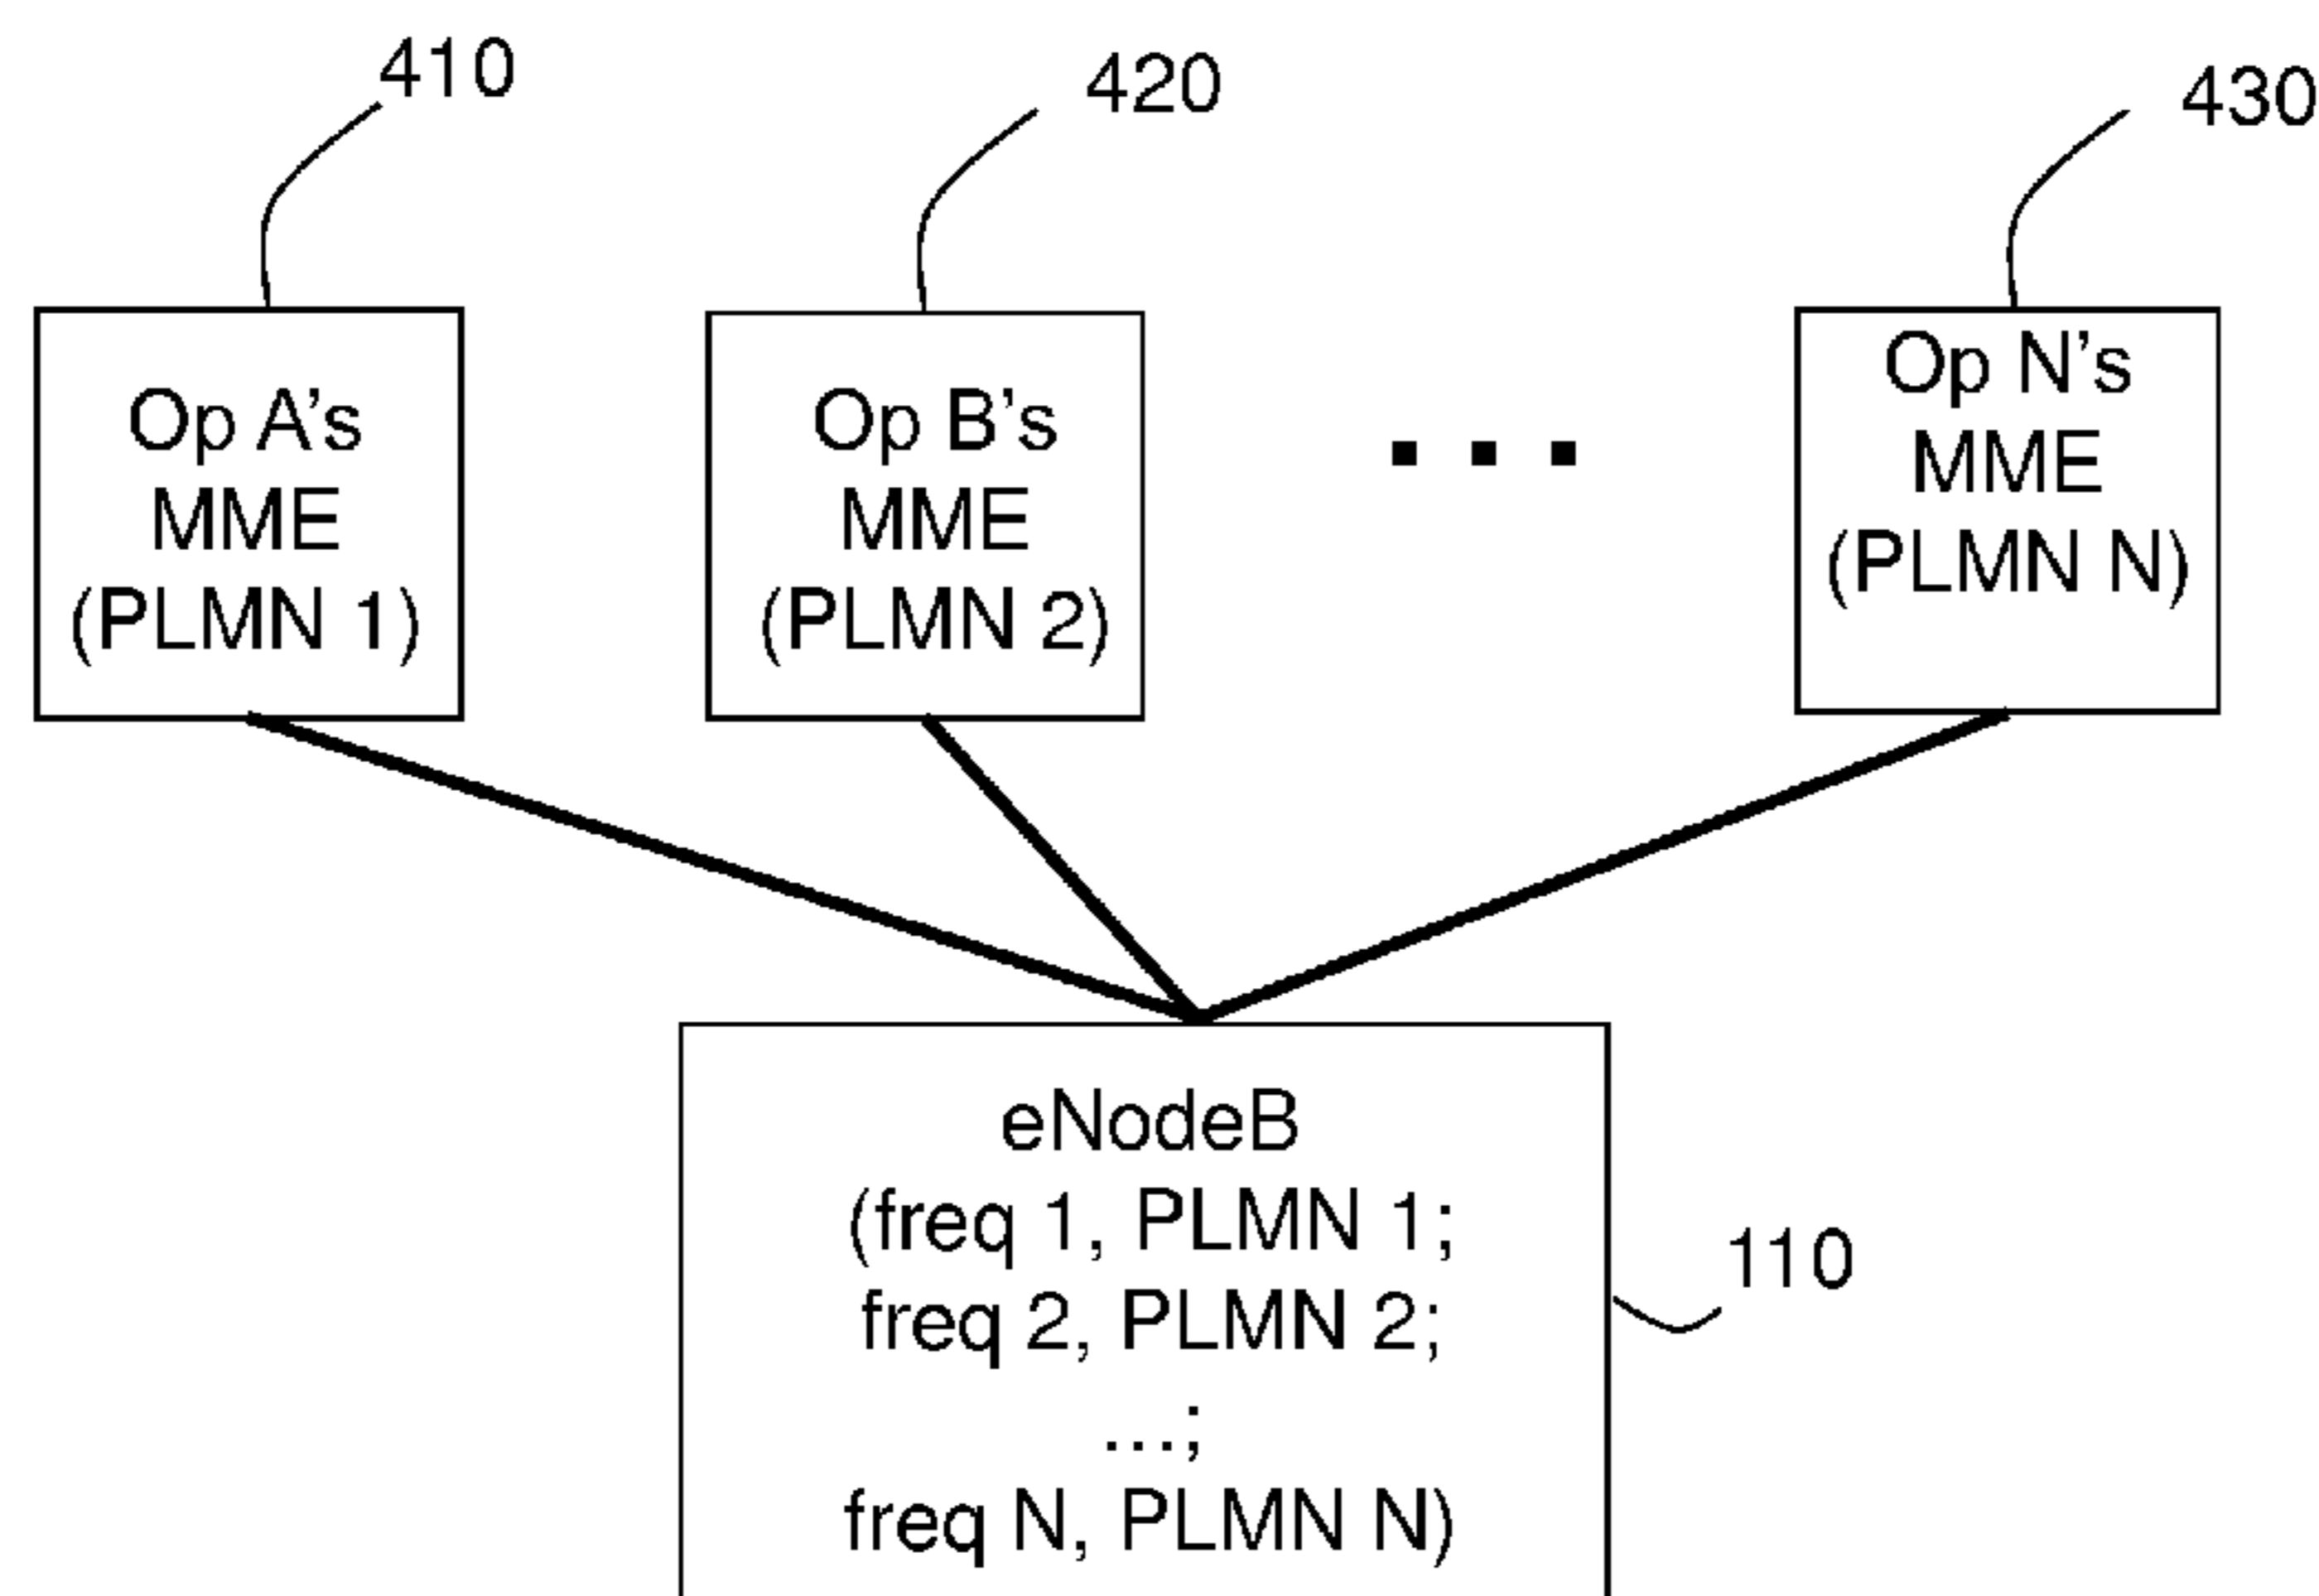 410
420
430
Op A's
MME
(PLMN 1)
Op B's
MME
(PLMN 2)
...
Op N's
MME
(PLMN N)
eNodeB
(freq 1, PLMN 1;
freq 2, PLMN 2;
...;
freq N, PLMN N)
110